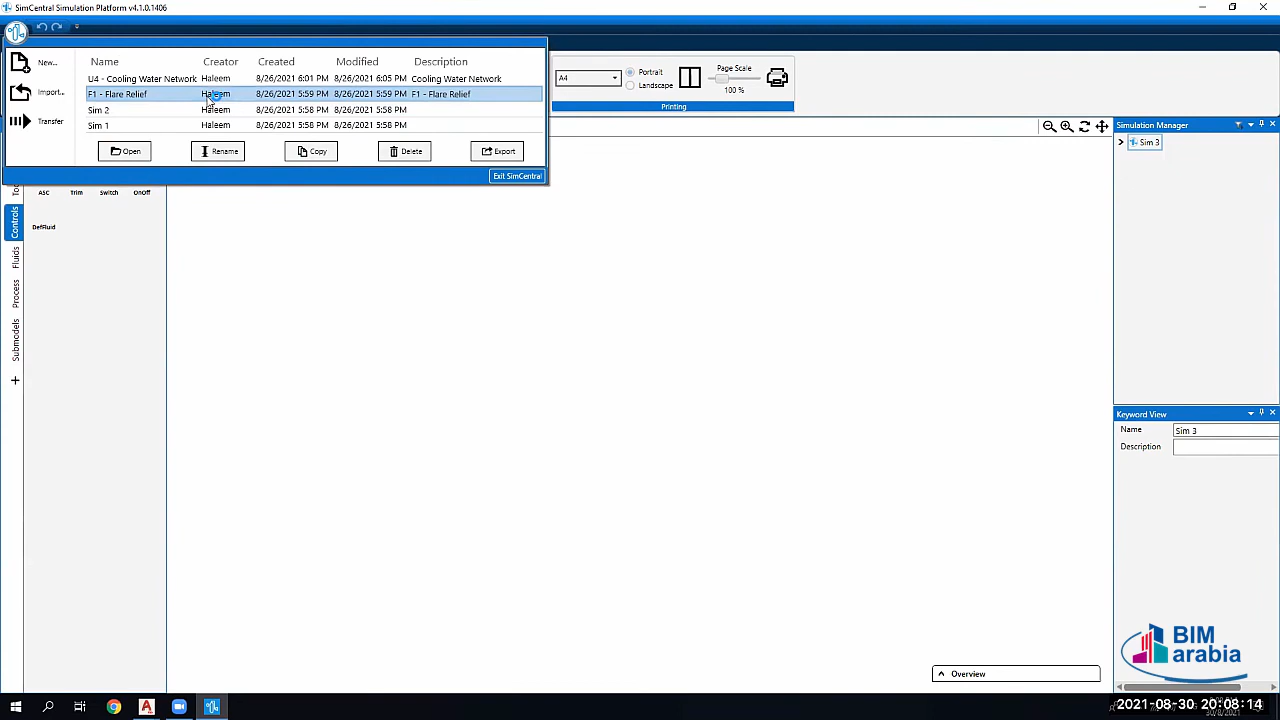 SimCentral Simulation Platform v4.1.0.1406
New...
Import...
Transfer
Name Creator Created Modified Description
U4 - Cooling Water Network Haleem 8/26/2021 6:01 PM 8/26/2021 6:05 PM Cooling Water Network
F1 - Flare Relief Haleem 8/26/2021 5:59 PM 8/26/2021 5:59 PM F1 - Flare Relief
Sim 2 Haleem 8/26/2021 5:58 PM 8/26/2021 5:58 PM
Sim 1 Haleem 8/26/2021 5:58 PM 8/26/2021 5:58 PM
Open Rename Copy Delete Export
Exit SimCentral
A4
Portrait
Landscape
Page Scale
100 %
Printing
ASC Trim Switch OnOff
DefFluid
Controls
Fluids
Process
Submodels
Simulation Manager
Sim 3
Keyword View
Name Sim 3
Description
Overview
BIM
arabia
2021-08-30 20:08:14